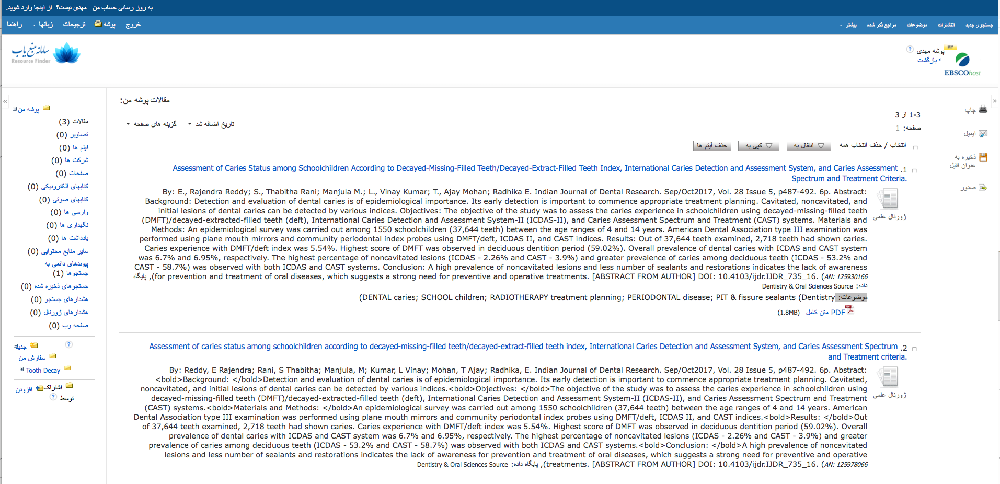 به روز رسانی حساب من مهدی نیست؟ از اینجا وارد شوید.
جستجوی جدید انتشارات موضوعات مراجع ذکر شده بیشتر
خروج پوشه ترجیحات زبانها راهنما
MY
EBSCOhost
پوشه مهدی ?
بازگشت
سامانه منبع یاب
Resource Finder
»
چاپ
ایمیل
ذخیره به
عنوان فایل
صدور
مقالات پوشه من:
1-3 از 3
صفحه: 1
تاریخ اضافه شد گزینه های صفحه
انتخاب / حذف انتخاب همه انتقال به کپی به حذف آیتم ها
1. Assessment of Caries Status among Schoolchildren According to Decayed-Missing-Filled Teeth/Decayed-Extract-Filled Teeth Index, International Caries Detection and Assessment System, and Caries Assessment
Spectrum and Treatment Criteria.
ژورنال علمی
By: E., Rajendra Reddy; S., Thabitha Rani; Manjula M.; L., Vinay Kumar; T., Ajay Mohan; Radhika E. Indian Journal of Dental Research. Sep/Oct2017, Vol. 28 Issue 5, p487-492. 6p. Abstract:
Background: Detection and evaluation of dental caries is of epidemiological importance. Its early detection is important to commence appropriate treatment planning. Cavitated, noncavitated, and
initial lesions of dental caries can be detected by various indices. Objectives: The objective of the study was to assess the caries experience in schoolchildren using decayed-missing-filled teeth
(DMFT)/decayed-extracted-filled teeth (deft), International Caries Detection and Assessment System-II (ICDAS-II), and Caries Assessment Spectrum and Treatment (CAST) systems. Materials and
Methods: An epidemiological survey was carried out among 1550 schoolchildren (37,644 teeth) between the age ranges of 4 and 14 years. American Dental Association type III examination was
performed using plane mouth mirrors and community periodontal index probes using DMFT/deft, ICDAS II, and CAST indices. Results: Out of 37,644 teeth examined, 2,718 teeth had shown caries.
Caries experience with DMFT/deft index was 5.54%. Highest score of DMFT was observed in deciduous dentition period (59.02%). Overall prevalence of dental caries with ICDAS and CAST system
was 6.7% and 6.95%, respectively. The highest percentage of noncavitated lesions (ICDAS - 2.26% and CAST - 3.9%) and greater prevalence of caries among deciduous teeth (ICDAS - 53.2% and
CAST - 58.7%) was observed with both ICDAS and CAST systems. Conclusion: A high prevalence of noncavitated lesions and less number of sealants and restorations indicates the lack of awareness
for prevention and treatment of oral diseases, which suggests a strong need for preventive and operative treatments. [ABSTRACT FROM AUTHOR] DOI: 10.4103/ijdr.IJDR_735_16. (AN: 125930166), پایگاه
داده: Dentistry & Oral Sciences Source
موضوعات: DENTAL caries; SCHOOL children; RADIOTHERAPY treatment planning; PERIODONTAL disease; PIT & fissure sealants (Dentistry)
PDF متن کامل (1.8MB)
2. Assessment of caries status among schoolchildren according to decayed-missing-filled teeth/decayed-extract-filled teeth index, International Caries Detection and Assessment System, and Caries Assessment Spectrum
and Treatment criteria.
ژورنال علمی
By: Reddy, E Rajendra; Rani, S Thabitha; Manjula, M; Kumar, L Vinay; Mohan, T Ajay; Radhika, E. Indian Journal of Dental Research. Sep/Oct2017, Vol. 28 Issue 5, p487-492. 6p. Abstract:
<bold>Background: </bold>Detection and evaluation of dental caries is of epidemiological importance. Its early detection is important to commence appropriate treatment planning. Cavitated,
noncavitated, and initial lesions of dental caries can be detected by various indices.<bold>Objectives: </bold>The objective of the study was to assess the caries experience in schoolchildren using
decayed-missing-filled teeth (DMFT)/decayed-extracted-filled teeth (deft), International Caries Detection and Assessment System-II (ICDAS-II), and Caries Assessment Spectrum and Treatment
(CAST) systems.<bold>Materials and Methods: </bold>An epidemiological survey was carried out among 1550 schoolchildren (37,644 teeth) between the age ranges of 4 and 14 years. American
Dental Association type III examination was performed using plane mouth mirrors and community periodontal index probes using DMFT/deft, ICDAS II, and CAST indices.<bold>Results: </bold>Out
of 37,644 teeth examined, 2,718 teeth had shown caries. Caries experience with DMFT/deft index was 5.54%. Highest score of DMFT was observed in deciduous dentition period (59.02%). Overall
prevalence of dental caries with ICDAS and CAST system was 6.7% and 6.95%, respectively. The highest percentage of noncavitated lesions (ICDAS - 2.26% and CAST - 3.9%) and greater
prevalence of caries among deciduous teeth (ICDAS - 53.2% and CAST - 58.7%) was observed with both ICDAS and CAST systems.<bold>Conclusion: </bold>A high prevalence of noncavitated
lesions and less number of sealants and restorations indicates the lack of awareness for prevention and treatment of oral diseases, which suggests a strong need for preventive and operative
treatments. [ABSTRACT FROM AUTHOR] DOI: 10.4103/ijdr.IJDR_735_16. (AN: 125978066), پایگاه داده: Dentistry & Oral Sciences Source
«
پوشه من
مقالات (3)
تصاویر (0)
فیلم ها (0)
شرکت ها (0)
صفحات (0)
کتابهای الکترونیکی (0)
کتابهای صوتی (0)
وارسی ها (0)
نگهداری ها (0)
یادداشت ها (0)
سایر منابع محتوایی (0)
پیوندهای دائمی به
جستجوها (1)
جستجوهای ذخیره شده (0)
هشدارهای جستجو (0)
هشدارهای ژورنال (0)
صفحه وب (0)
? جدید
سفارش من
Tooth Decay
اشتراک افزودن
توسط ?